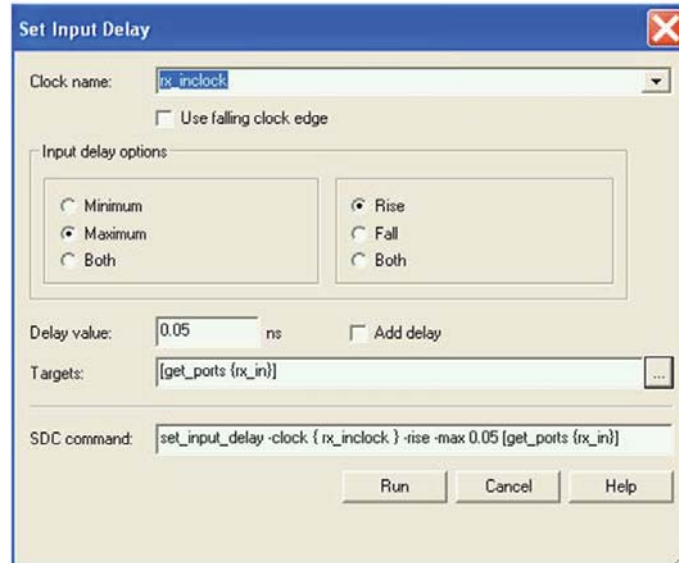 Set Input Delay
Clock name: rx_inclock
Use falling clock edge
Input delay options
Minimum
Maximum
Both
Rise
Fall
Both
Delay value: 0.05 ns Add delay
Targets: [get_ports {rx_in}] ...
SDC command: set_input_delay -clock { rx_inclock } -rise -max 0.05 [get_ports {rx_in}]
Run Cancel Help